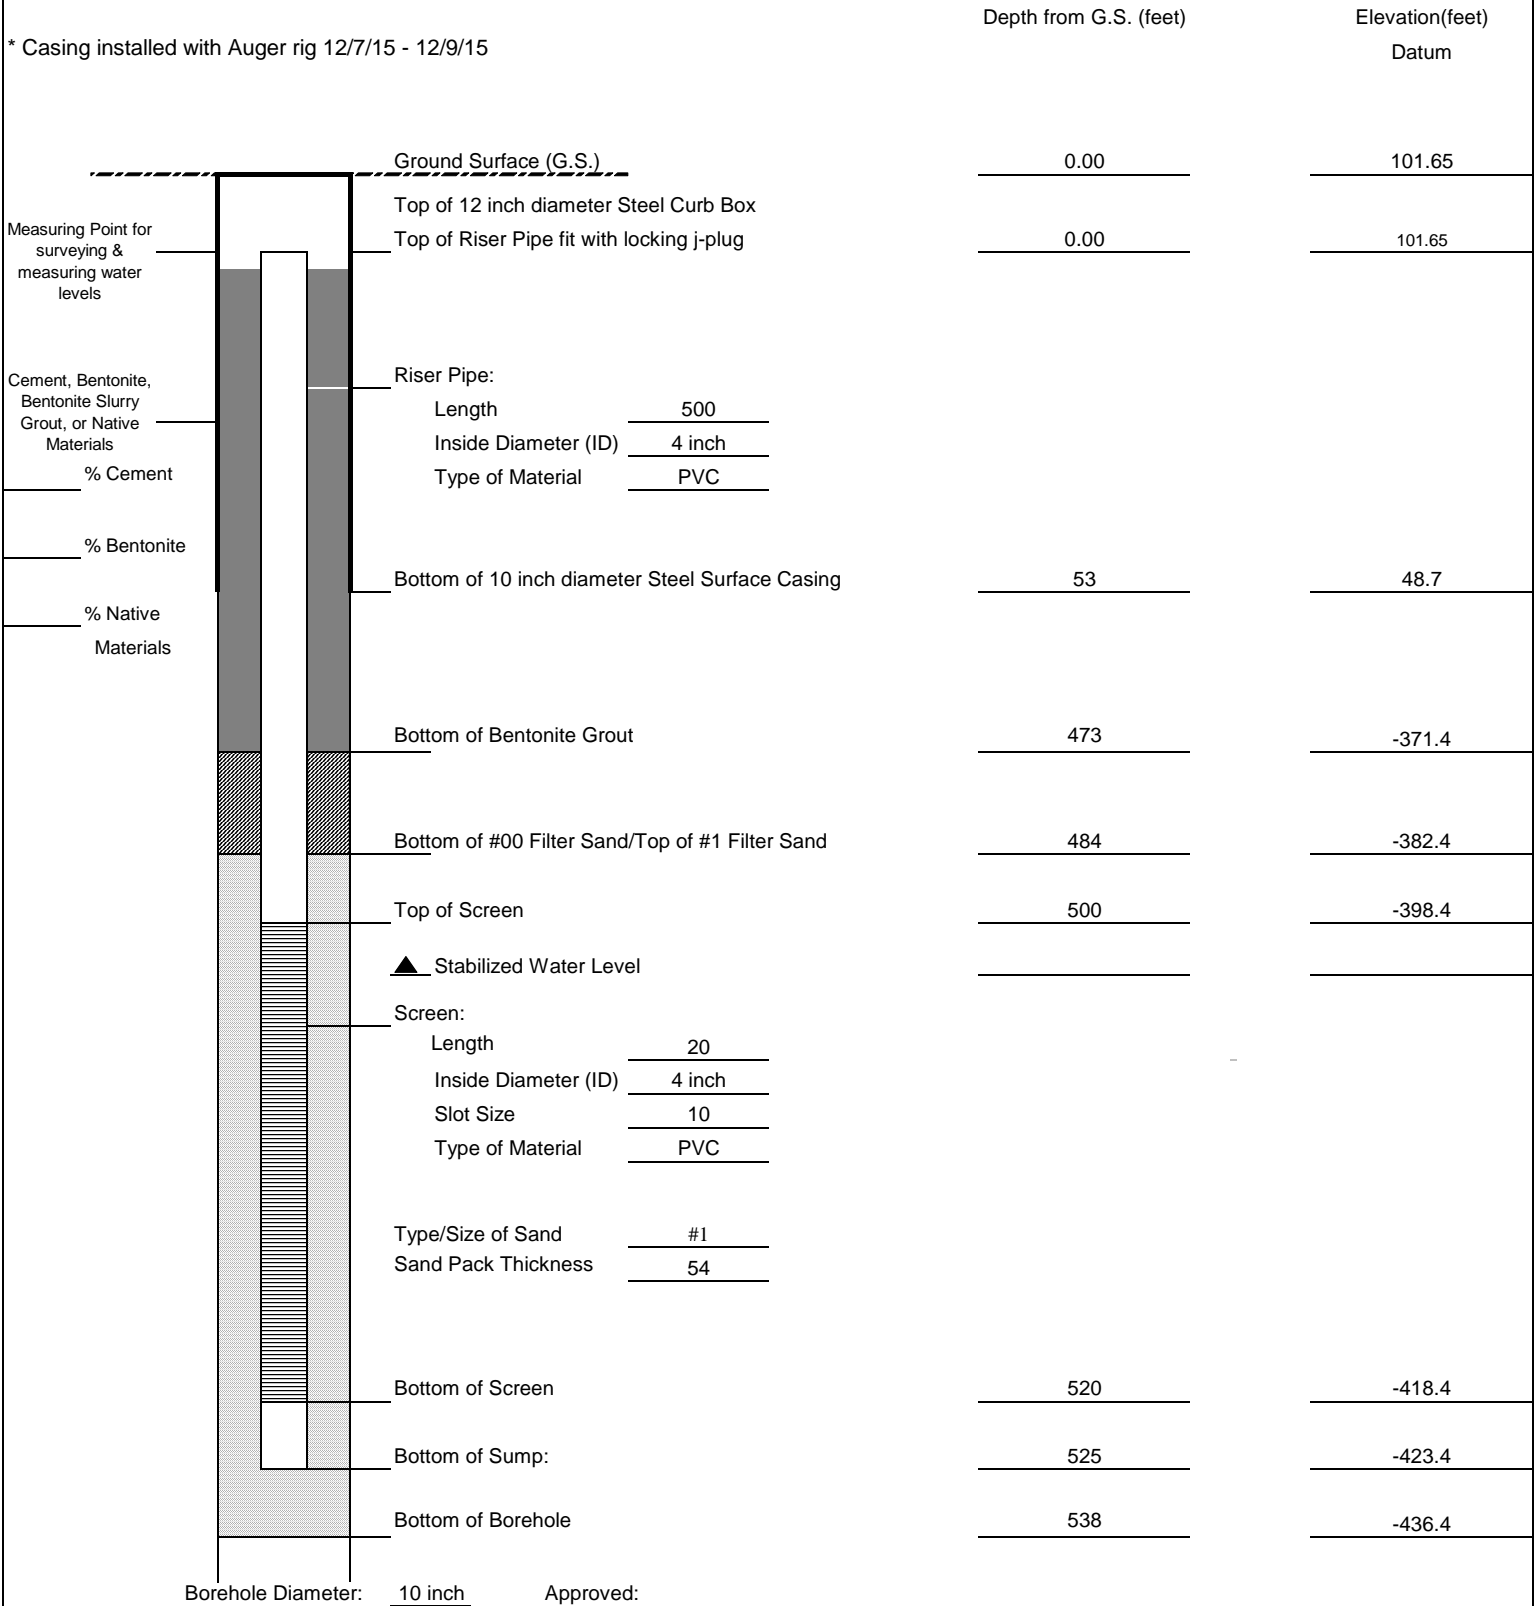 Depth from G.S. (feet) Elevation(feet)
* Casing installed with Auger rig 12/7/15 - 12/9/15 Datum
Ground Surface (G.S.) 0.00 101.65
Top of 12 inch diameter Steel Curb Box
Measuring Point for
surveying &
measuring water
levels
Top of Riser Pipe fit with locking j-plug 0.00 101.65
Cement, Bentonite,
Bentonite Slurry
Grout, or Native
Materials
Riser Pipe:
Length 500
Inside Diameter (ID) 4 inch
Type of Material PVC
% Cement
% Bentonite
Bottom of 10 inch diameter Steel Surface Casing 53 48.7
% Native
Materials
Bottom of Bentonite Grout 473 -371.4
Bottom of #00 Filter Sand/Top of #1 Filter Sand 484 -382.4
Top of Screen 500 -398.4
Stabilized Water Level
Screen:
Length 20
Inside Diameter (ID) 4 inch
Slot Size 10
Type of Material PVC
Type/Size of Sand #1
Sand Pack Thickness 54
Bottom of Screen 520 -418.4
Bottom of Sump: 525 -423.4
Bottom of Borehole 538 -436.4
Borehole Diameter: 10 inch Approved: